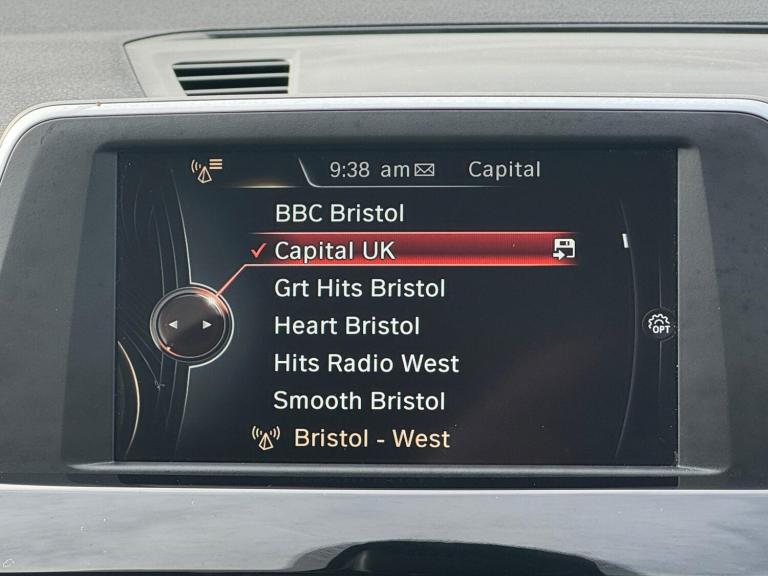 9:38 am Capital
BBC Bristol
Capital UK
Grt Hits Bristol
Heart Bristol
OPT
Hits Radio West
Smooth Bristol
Bristol - West